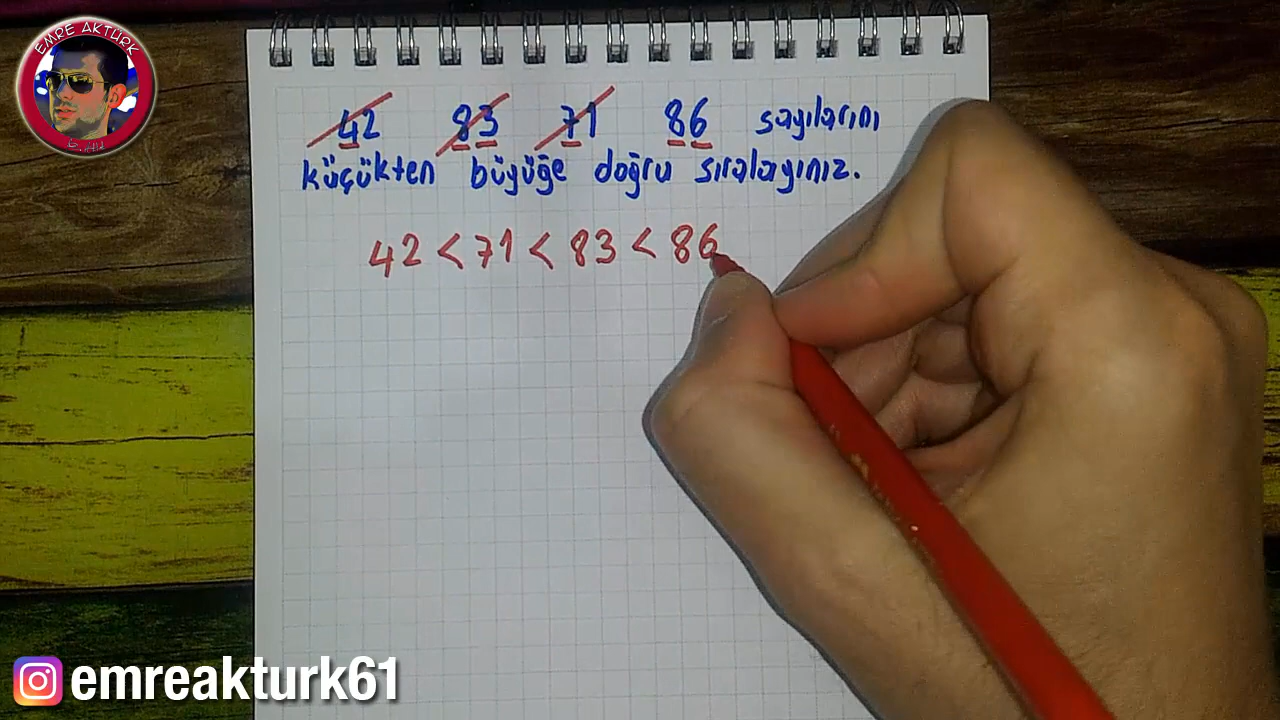 EMRE AKTURK
42 83 71 86 sayılarını
küçükten büyüğe doğru sıralayınız.
42 < 71 < 83 < 86
emreakturk61